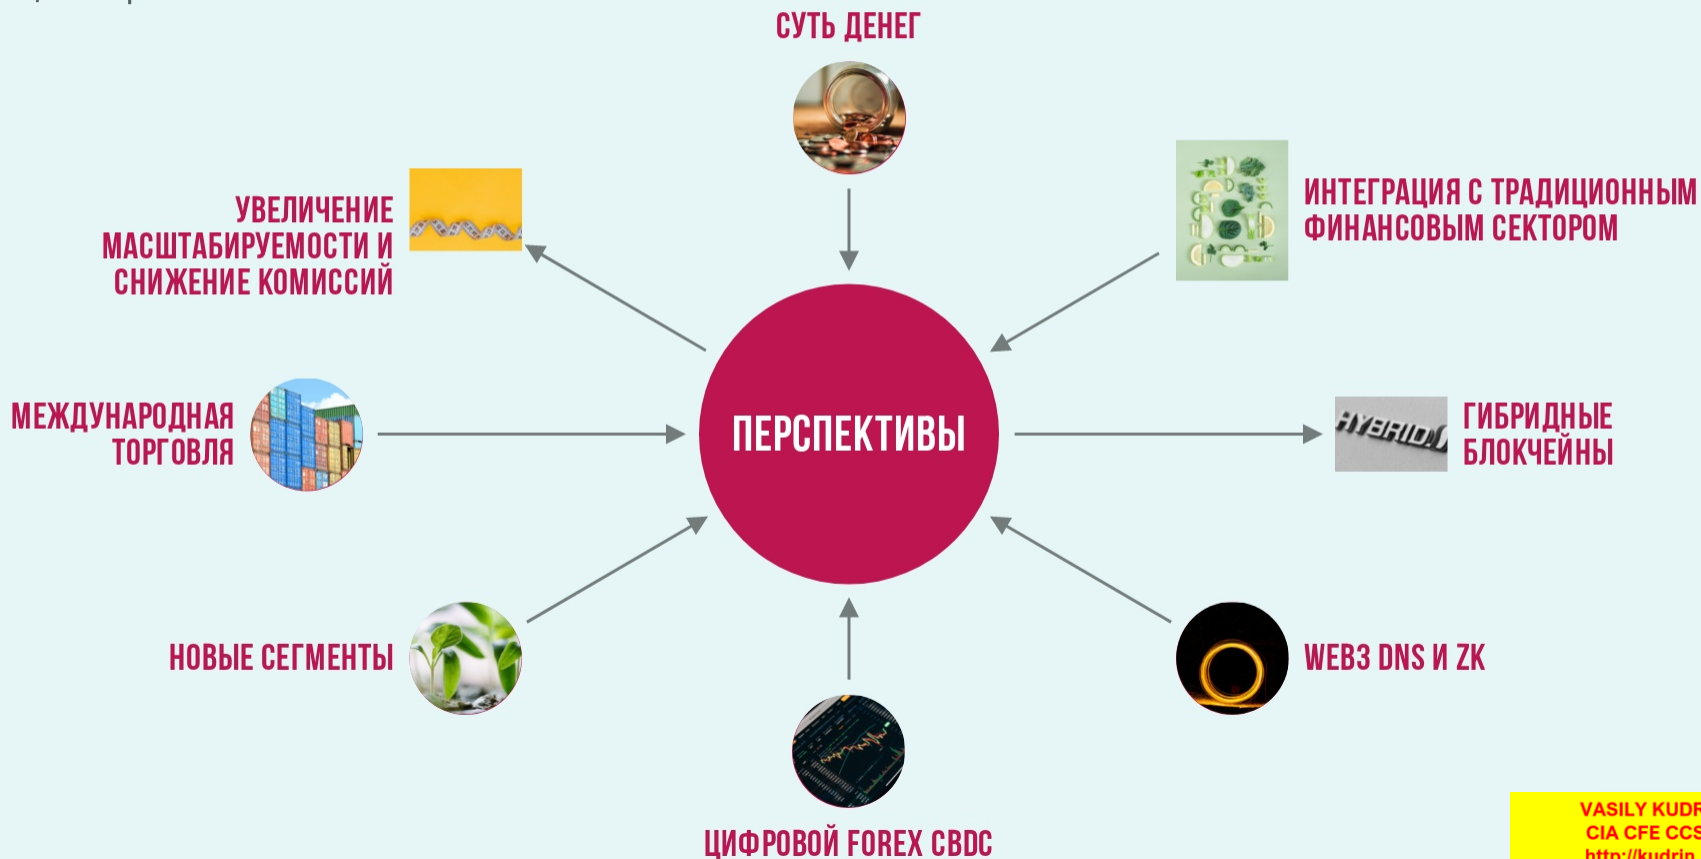 СУТЬ ДЕНЕГ
УВЕЛИЧЕНИЕ
МАСШТАБИРУЕМОСТИ И
СНИЖЕНИЕ КОМИССИЙ
ИНТЕГРАЦИЯ С ТРАДИЦИОННЫМ
ФИНАНСОВЫМ СЕКТОРОМ
МЕЖДУНАРОДНАЯ
ТОРГОВЛЯ
ПЕРСПЕКТИВЫ
HYBRID
ГИБРИДНЫЕ
БЛОКЧЕЙНЫ
НОВЫЕ СЕГМЕНТЫ
WEB3 DNS И ZK
ЦИФРОВОЙ FOREX CBDC
VASILY KUDR
CIA CFE CCS
http://kudrin